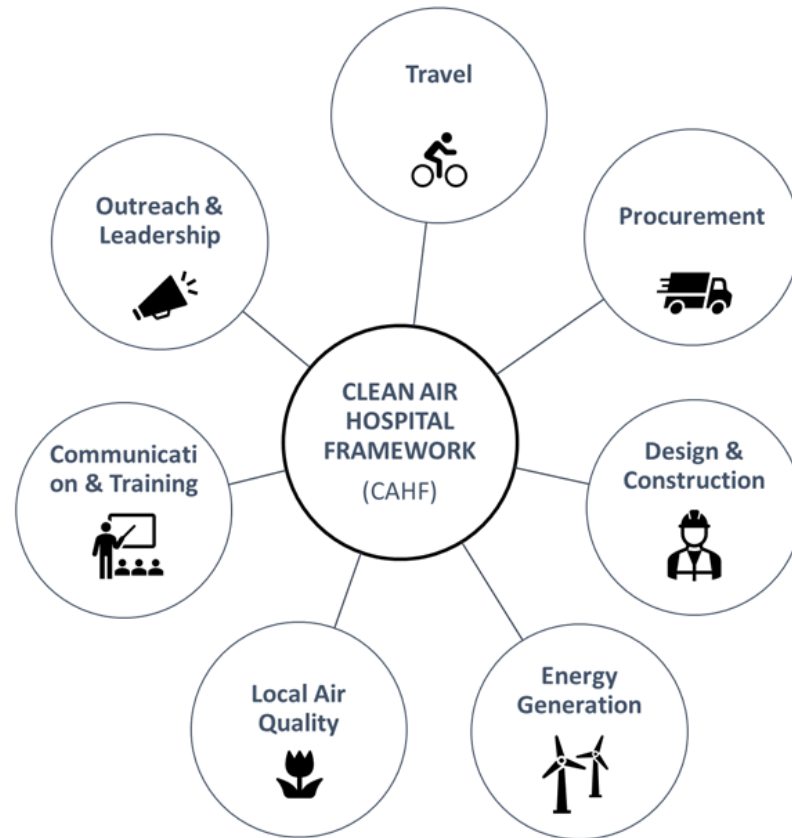 Travel
Procurement
Outreach &
Leadership
CLEAN AIR
HOSPITAL
FRAMEWORK
(CAHF)
Design &
Construction
Communicati
on & Training
Energy
Generation
Local Air
Quality